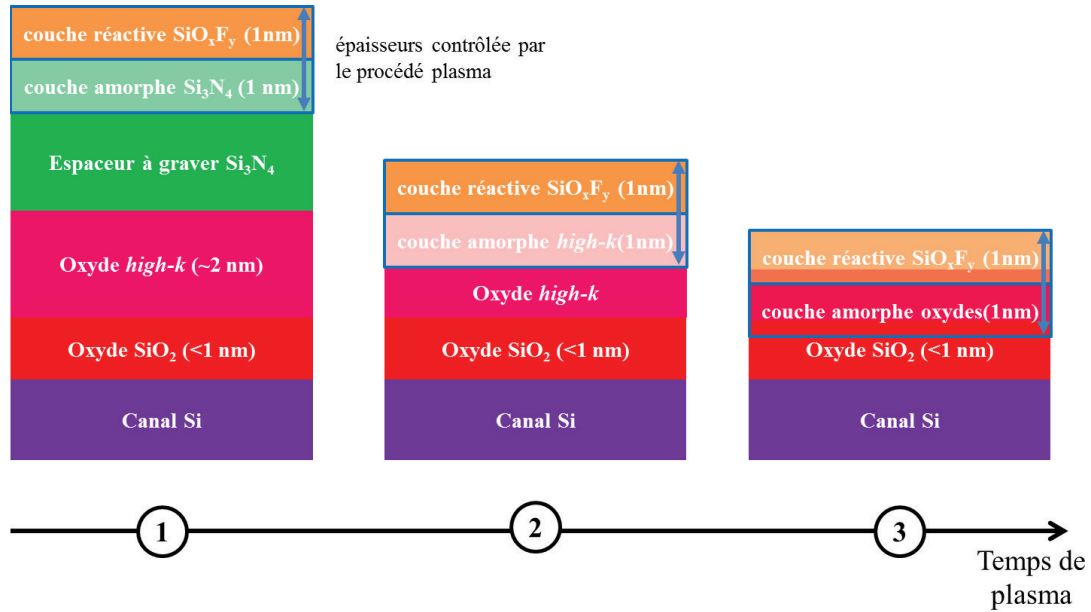 couche réactive SiOxFy (1nm)
couche amorphe Si3N4 (1 nm)
Espaceur à graver Si3N4
Oxyde high-k (~2 nm)
Oxyde SiO2 (<1 nm)
Canal Si
épaisseurs contrôlée par
le procédé plasma
couche réactive SiOxFy (1nm)
couche amorphe high-k(1nm)
Oxyde high-k
Oxyde SiO2 (<1 nm)
Canal Si
couche réactive SiOxFy (1nm)
couche amorphe oxydes(1nm)
Oxyde SiO2 (<1 nm)
Canal Si
1
2
3
Temps de
plasma